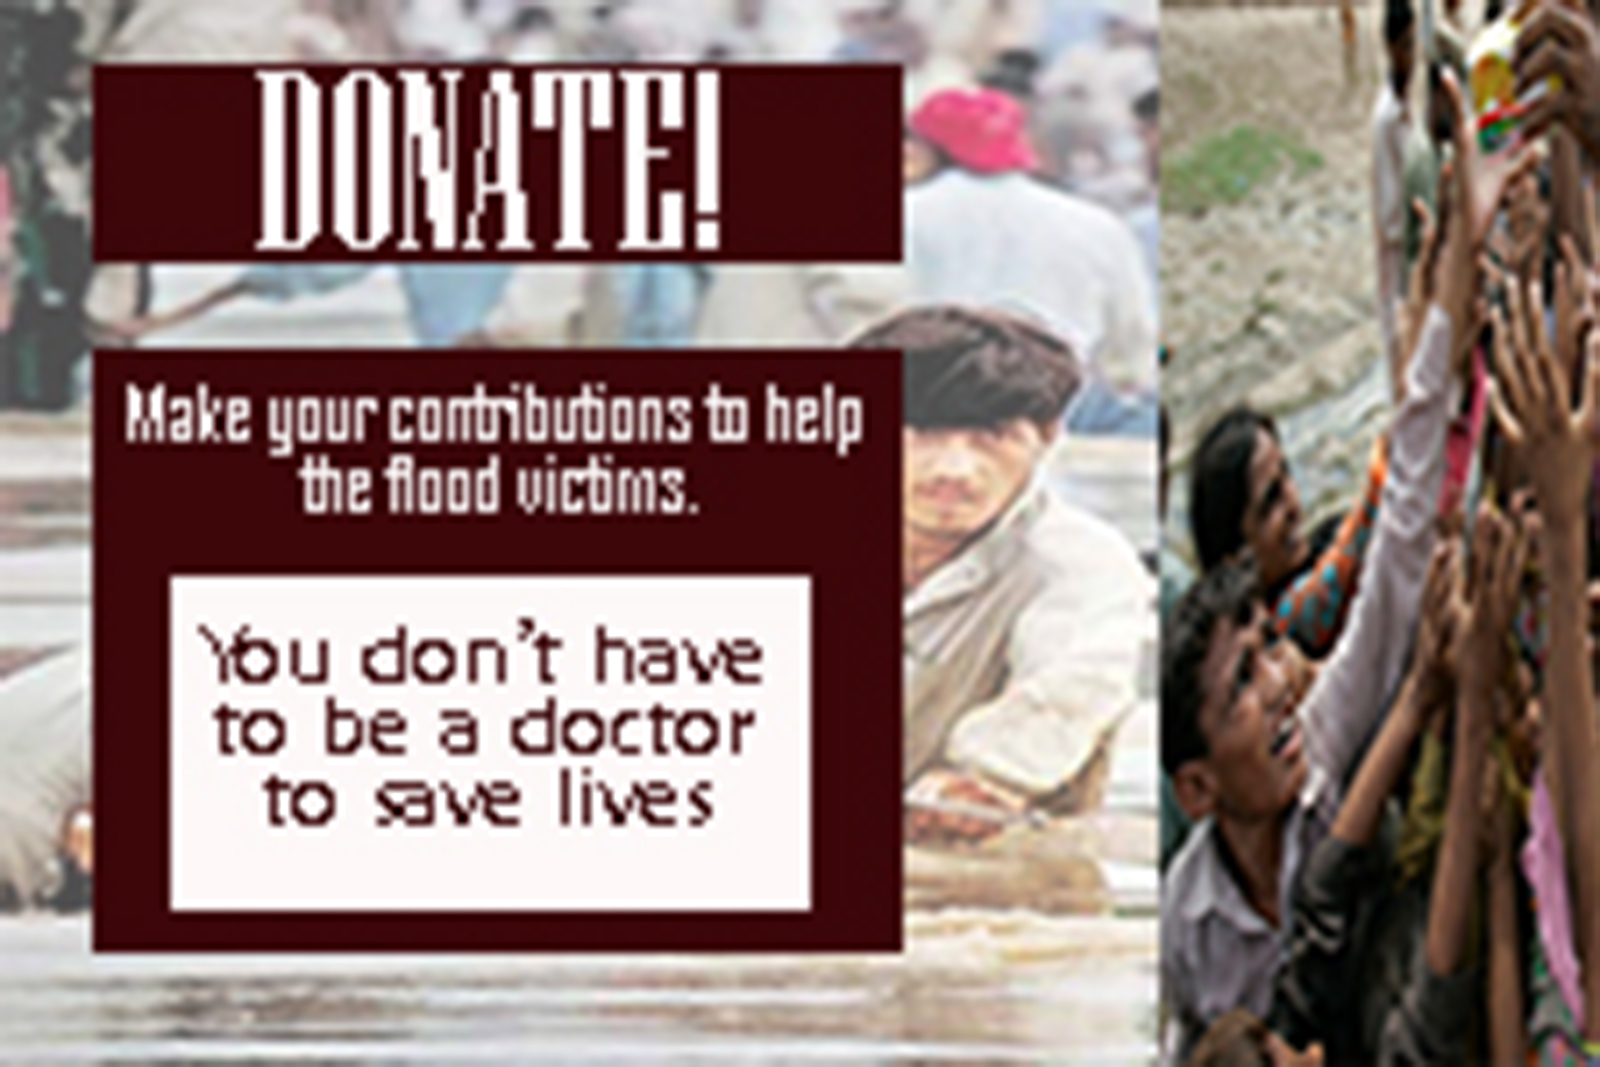 DONATE!
Make your contributions to help
the flood victims.
You don't have
to be a doctor
to save lives